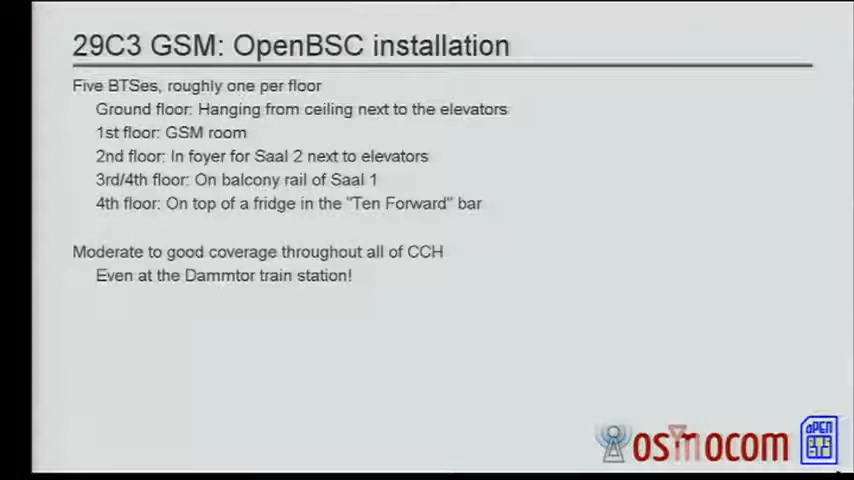 29C3 GSM: OpenBSC installation
Five BTSes, roughly one per floor
Ground floor: Hanging from ceiling next to the elevators
1st floor: GSM room
2nd floor: In foyer for Saal 2 next to elevators
3rd/4th floor: On balcony rail of Saal 1
4th floor: On top of a fridge in the "Ten Forward" bar
Moderate to good coverage throughout all of CCH
Even at the Dammtor train station!
osmocom
OPEN